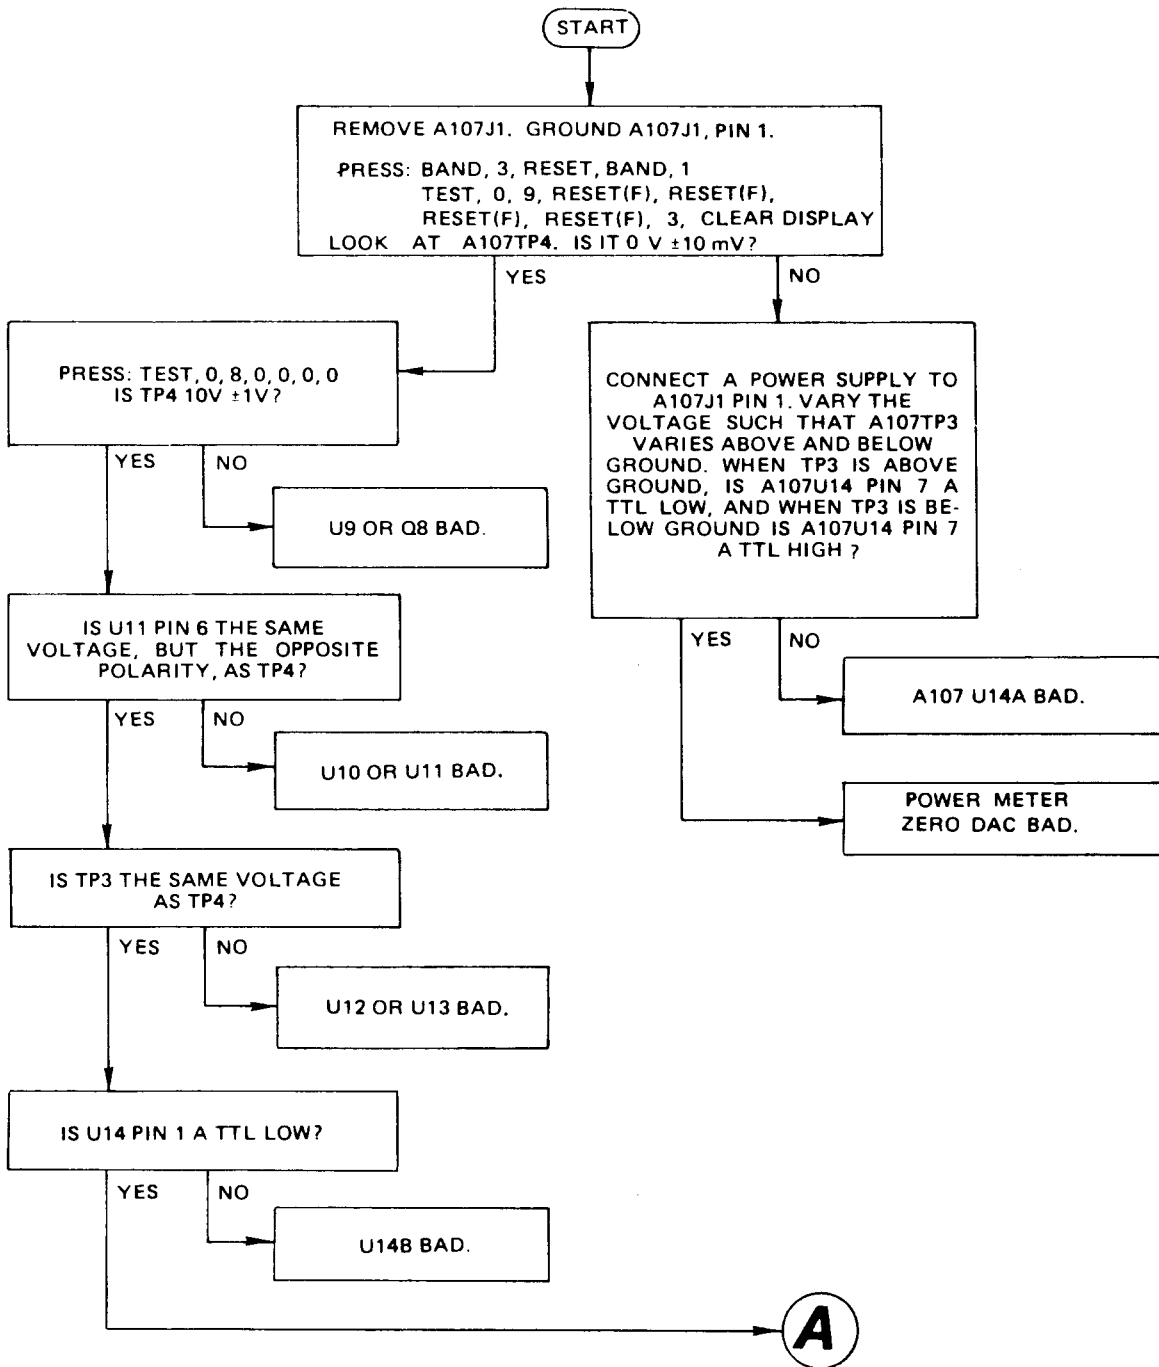 START
REMOVE A107J1. GROUND A107J1, PIN 1.
PRESS: BAND, 3, RESET, BAND, 1
TEST, 0, 9, RESET(F), RESET(F),
RESET(F), RESET(F), 3, CLEAR DISPLAY
LOOK AT A107TP4. IS IT 0 V ±10 mV?
YES
NO
PRESS: TEST, 0, 8, 0, 0, 0, 0
IS TP4 10V ±1V?
YES
NO
U9 OR Q8 BAD.
CONNECT A POWER SUPPLY TO
A107J1 PIN 1. VARY THE
VOLTAGE SUCH THAT A107TP3
VARIES ABOVE AND BELOW
GROUND. WHEN TP3 IS ABOVE
GROUND, IS A107U14 PIN 7 A
TTL LOW, AND WHEN TP3 IS BE-
LOW GROUND IS A107U14 PIN 7
A TTL HIGH ?
IS U11 PIN 6 THE SAME
VOLTAGE, BUT THE OPPOSITE
POLARITY, AS TP4?
YES
NO
U10 OR U11 BAD.
YES
NO
A107 U14A BAD.
POWER METER
ZERO DAC BAD.
IS TP3 THE SAME VOLTAGE
AS TP4?
YES
NO
U12 OR U13 BAD.
IS U14 PIN 1 A TTL LOW?
YES
NO
U14B BAD.
A